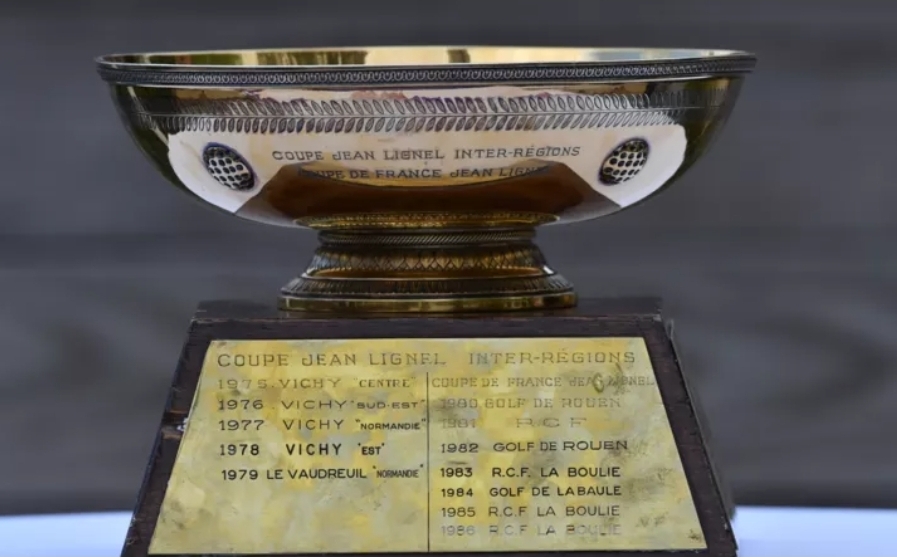 COUPE JEAN LIGNEL INTER-RÉGIONS
COUPE DE FRANCE JEAN LIGNEL
COUPE JEAN LIGNEL INTER-RÉGIONS
1975. VICHY "CENTRE"
1976 VICHY "SUD-EST"
1977 VICHY "NORMANDIE"
1978 VICHY "EST"
1979 LE VAUDREUIL "NORMANDIE"
COUPE DE FRANCE JEAN LIGNEL
1980 GOLF DE ROUEN
1981 R.C.F
1982 GOLF DE ROUEN
1983 R.C.F. LA BOULIE
1984 GOLF DE LA BAULE
1985 R.C.F LA BOULIE
1986 R.C.F LA BOULIE